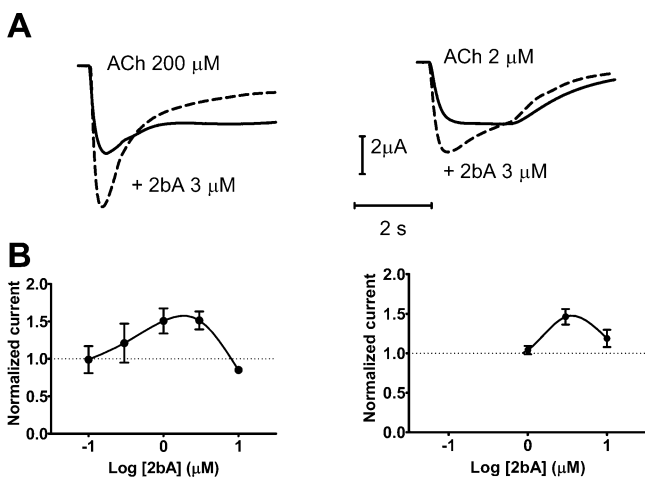 A
ACh 200 μM
+ 2bA 3 μM
ACh 2 μM
2μA
+ 2bA 3 μM
2 s
B
Normalized current
2.0
1.5
1.0
0.5
0.0
-1
0
1
Log [2bA] (μM)
Normalized current
2.0
1.5
1.0
0.5
0.0
-1
0
1
Log [2bA] (μM)